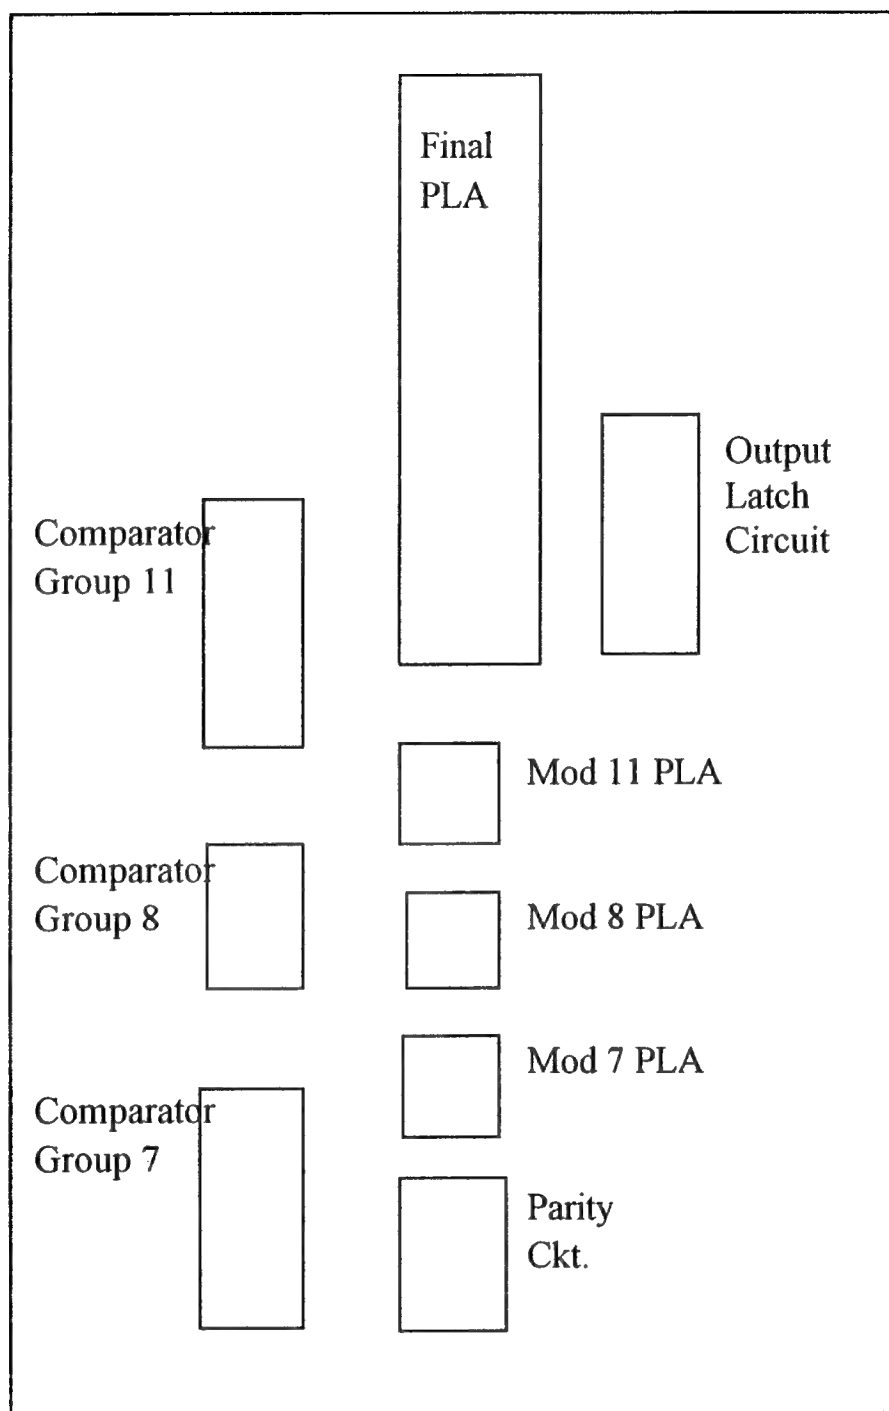 Final
PLA
Output
Latch
Circuit
Comparator
Group 11
Mod 11 PLA
Comparator
Group 8
Mod 8 PLA
Mod 7 PLA
Comparator
Group 7
Parity
Ckt.